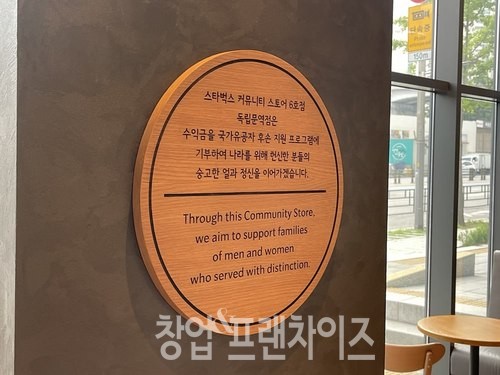 스타벅스 커뮤니티 스토어 6호점
독립문역점은
수익금을 국가유공자 후손 지원 프로그램에
기부하여 나라를 위해 헌신한 분들의
숭고한 얼과 정신을 이어가겠습니다.
Through this Community Store,
we aim to support families
of men and women
who served with distinction.
창업&프랜차이즈